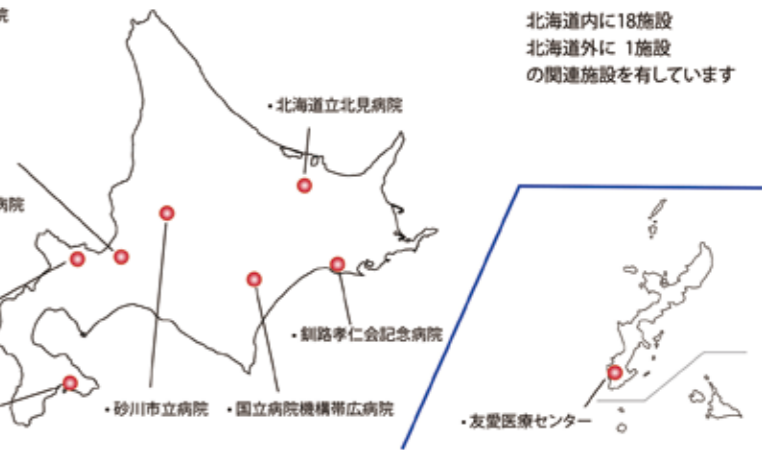 院
北海道内に18施設
北海道外に 1施設
の関連施設を有しています
・北海道立北見病院
病院
・釧路孝仁会記念病院
・砂川市立病院
・国立病院機構帯広病院
・友愛医療センター